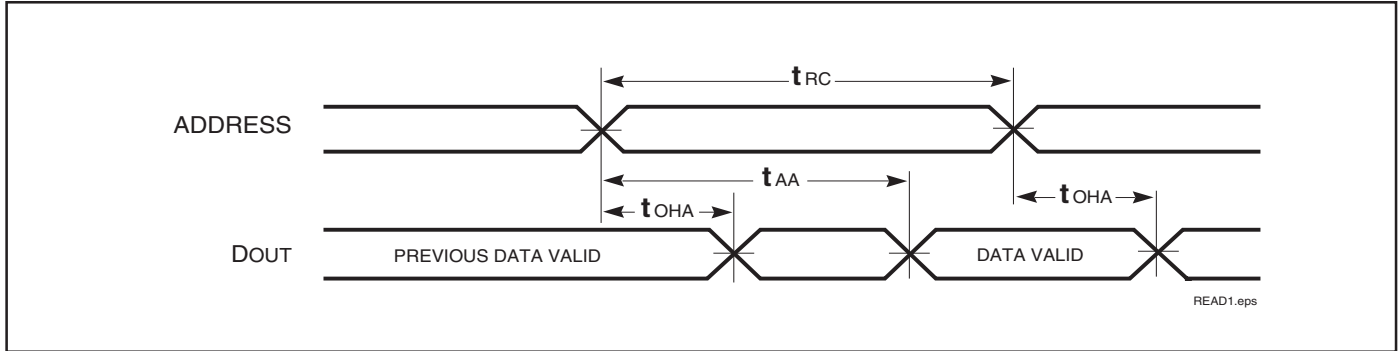 tRC
ADDRESS
tAA
tOHA
tOHA
DOUT
PREVIOUS DATA VALID
DATA VALID
READ1.eps